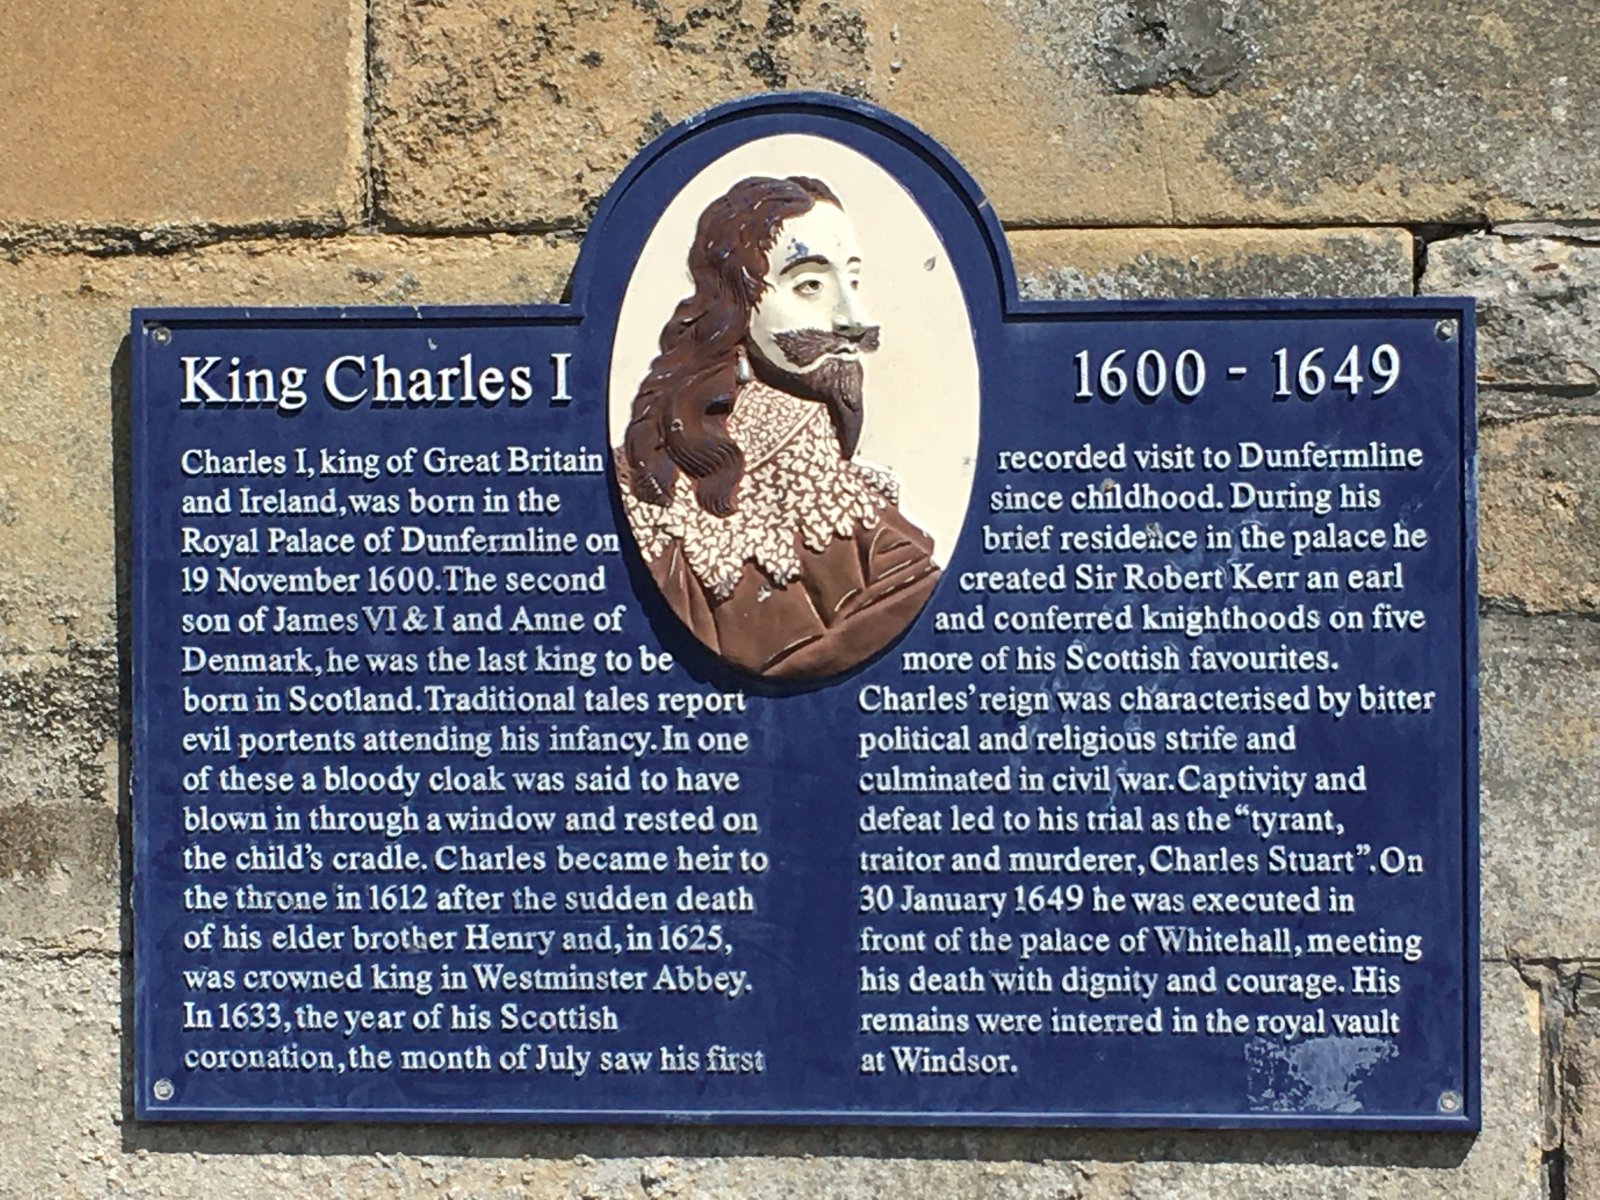 King Charles I
1600 - 1649
Charles I, king of Great Britain
and Ireland, was born in the
Royal Palace of Dunfermline on
19 November 1600. The second
son of James VI & I and Anne of
Denmark, he was the last king to be
born in Scotland. Traditional tales report
evil portents attending his infancy. In one
of these a bloody cloak was said to have
blown in through a window and rested on
the child's cradle. Charles became heir to
the throne in 1612 after the sudden death
of his elder brother Henry and, in 1625,
was crowned king in Westminster Abbey.
In 1633, the year of his Scottish
coronation, the month of July saw his first
recorded visit to Dunfermline
since childhood. During his
brief residence in the palace he
created Sir Robert Kerr an earl
and conferred knighthoods on five
more of his Scottish favourites.
Charles' reign was characterised by bitter
political and religious strife and
culminated in civil war. Captivity and
defeat led to his trial as the "tyrant,
traitor and murderer, Charles Stuart". On
30 January 1649 he was executed in
front of the palace of Whitehall, meeting
his death with dignity and courage. His
remains were interred in the royal vault
at Windsor.